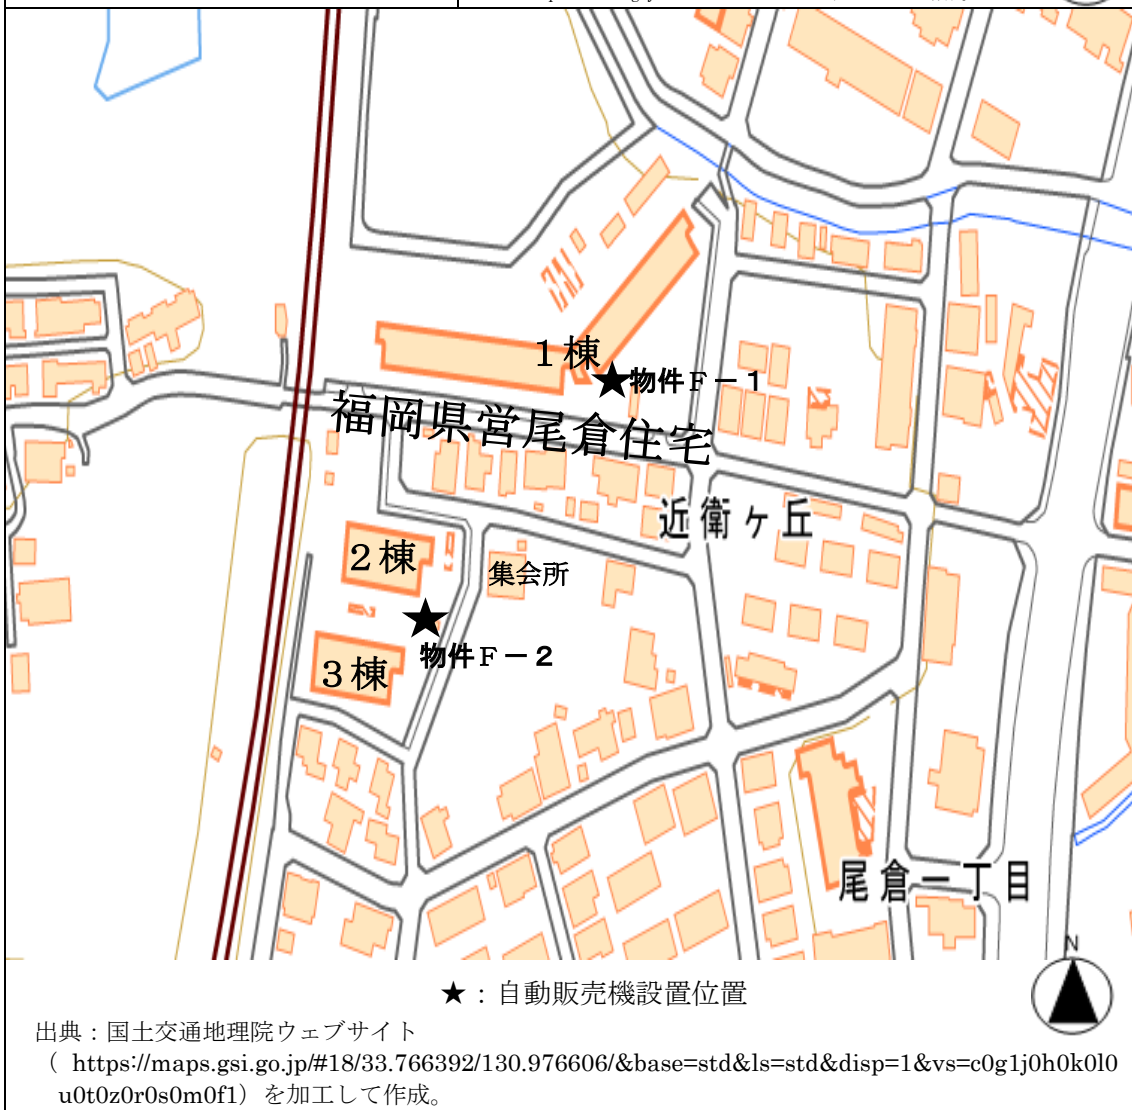 1棟
物件F－1
福岡県営尾倉住宅
近衛ヶ丘
2棟
集会所
物件F－2
3棟
尾倉一丁目
N
★：自動販売機設置位置
出典：国土交通地理院ウェブサイト
（ https://maps.gsi.go.jp/#18/33.766392/130.976606/&base=std&ls=std&disp=1&vs=c0g1j0h0k0l0
u0t0z0r0s0m0f1）を加工して作成。